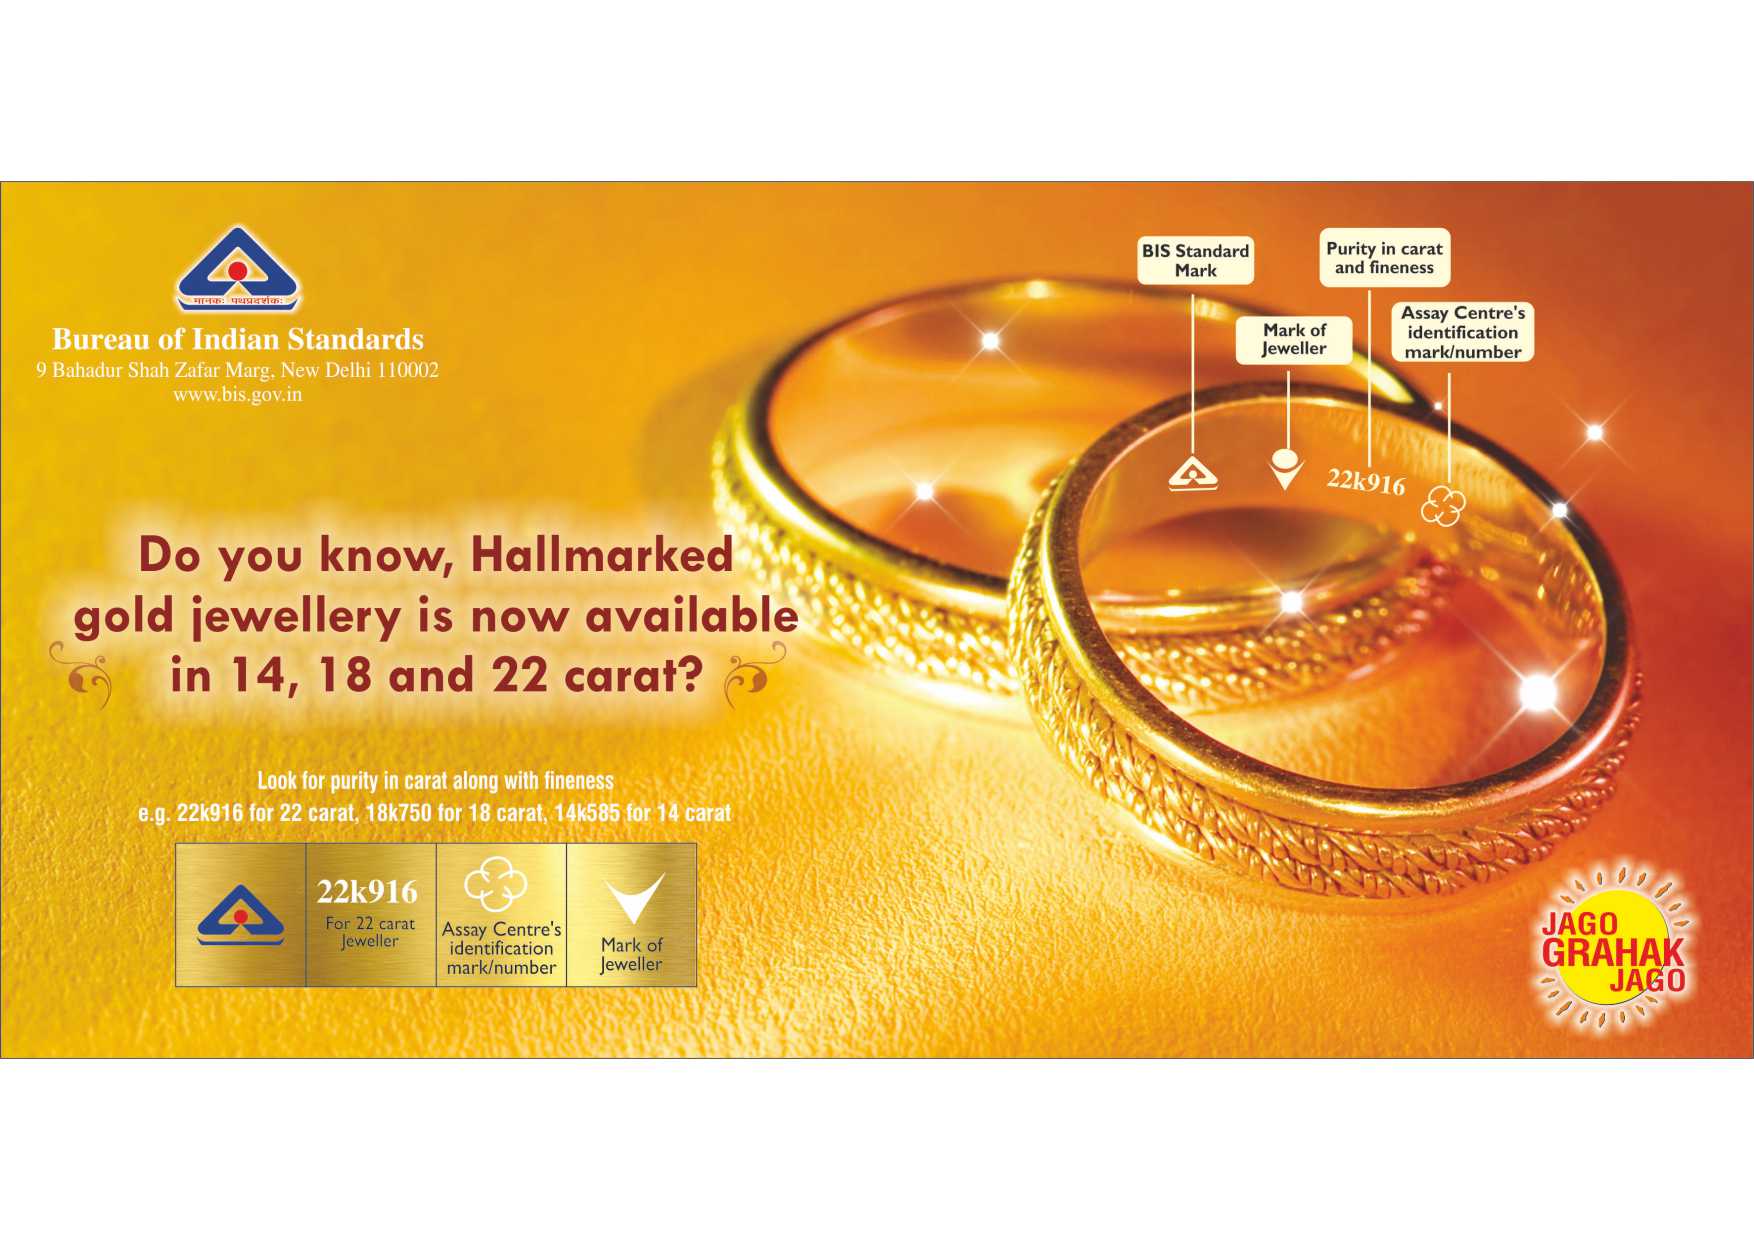 मानकः पथप्रदर्शकः
Bureau of Indian Standards
9 Bahadur Shah Zafar Marg, New Delhi 110002
www.bis.gov.in
BIS Standard
Mark
Mark of
Jeweller
Purity in carat
and fineness
Assay Centre's
identification
mark/number
22k916
Do you know, Hallmarked
gold jewellery is now available
in 14, 18 and 22 carat?
Look for purity in carat along with fineness
e.g. 22k916 for 22 carat, 18k750 for 18 carat, 14k585 for 14 carat
22k916
For 22 carat
Jeweller
Assay Centre's
identification
mark/number
Mark of
Jeweller
JAGO
GRAHAK
JAGO